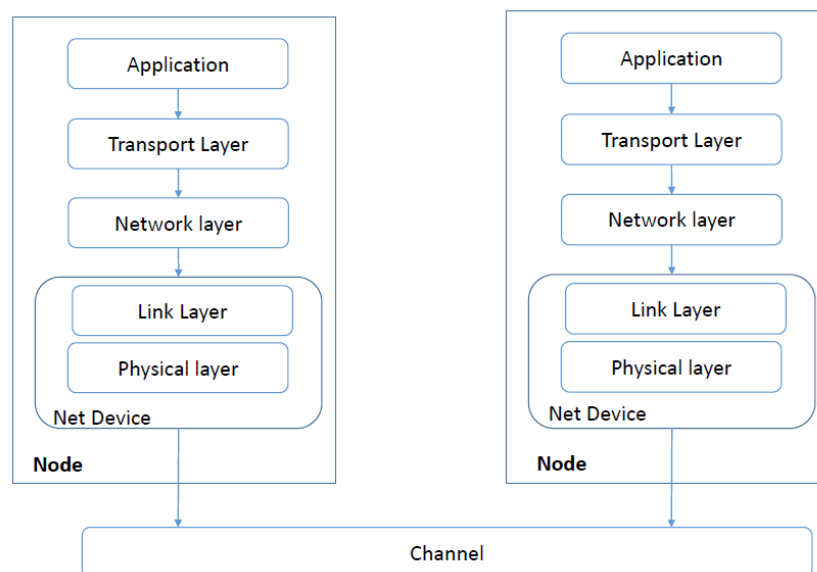 Application
Transport Layer
Network layer
Link Layer
Physical layer
Net Device
Node
Application
Transport Layer
Network layer
Link Layer
Physical layer
Net Device
Node
Channel